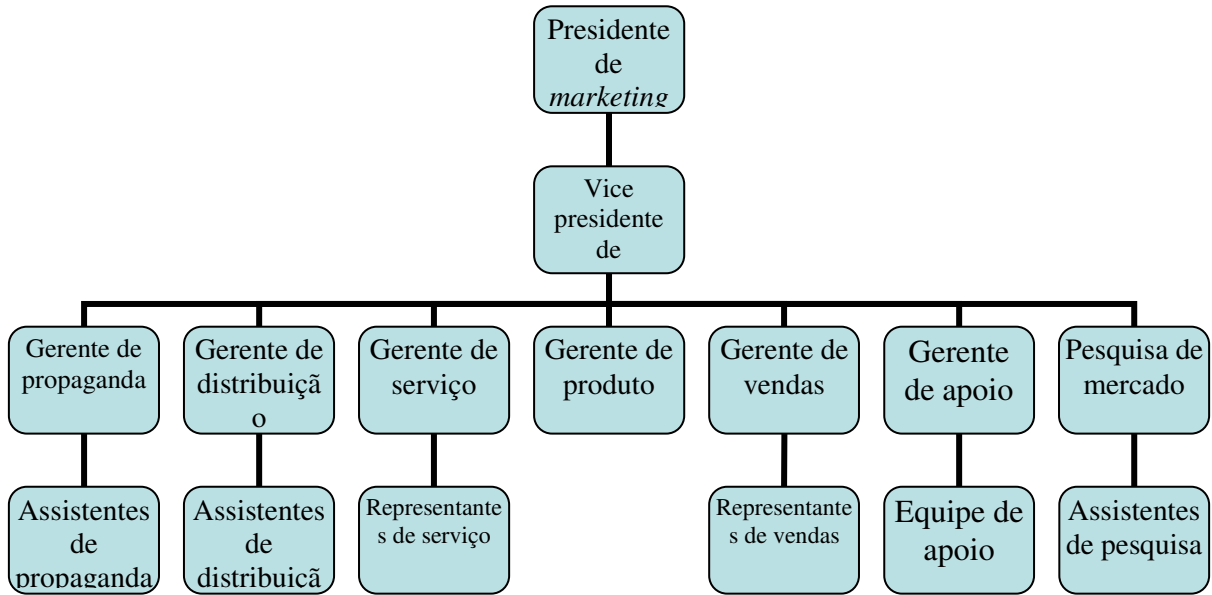 Presidente
de
marketing
Vice
presidente
de
Gerente de
propaganda
Gerente de
distribuiçã
o
Gerente de
serviço
Gerente de
produto
Gerente de
vendas
Gerente
de apoio
Pesquisa de
mercado
Assistentes
de
propaganda
Assistentes
de
distribuiçã
Representante
s de serviço
Representante
s de vendas
Equipe de
apoio
Assistentes
de pesquisa